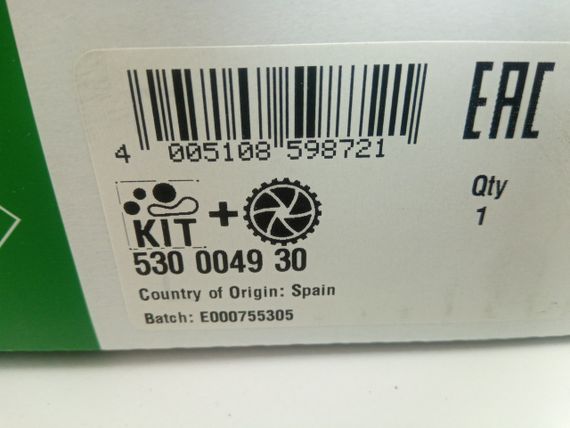 EAC
4 005108 598721
Qty
1
KIT +
530 0049 30
Country of Origin: Spain
Batch: E000755305